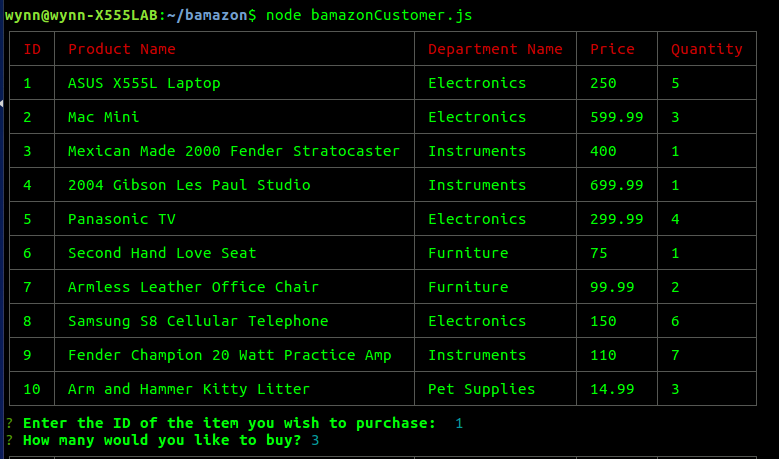 wynn@wynn-X555LAB:~/bamazon$ node bamazonCustomer.js
ID Product Name Department Name Price Quantity
1 ASUS X555L Laptop Electronics 250 5
2 Mac Mini Electronics 599.99 3
3 Mexican Made 2000 Fender Stratocaster Instruments 400 1
4 2004 Gibson Les Paul Studio Instruments 699.99 1
5 Panasonic TV Electronics 299.99 4
6 Second Hand Love Seat Furniture 75 1
7 Armless Leather Office Chair Furniture 99.99 2
8 Samsung S8 Cellular Telephone Electronics 150 6
9 Fender Champion 20 Watt Practice Amp Instruments 110 7
10 Arm and Hammer Kitty Litter Pet Supplies 14.99 3
? Enter the ID of the item you wish to purchase: 1
? How many would you like to buy? 3